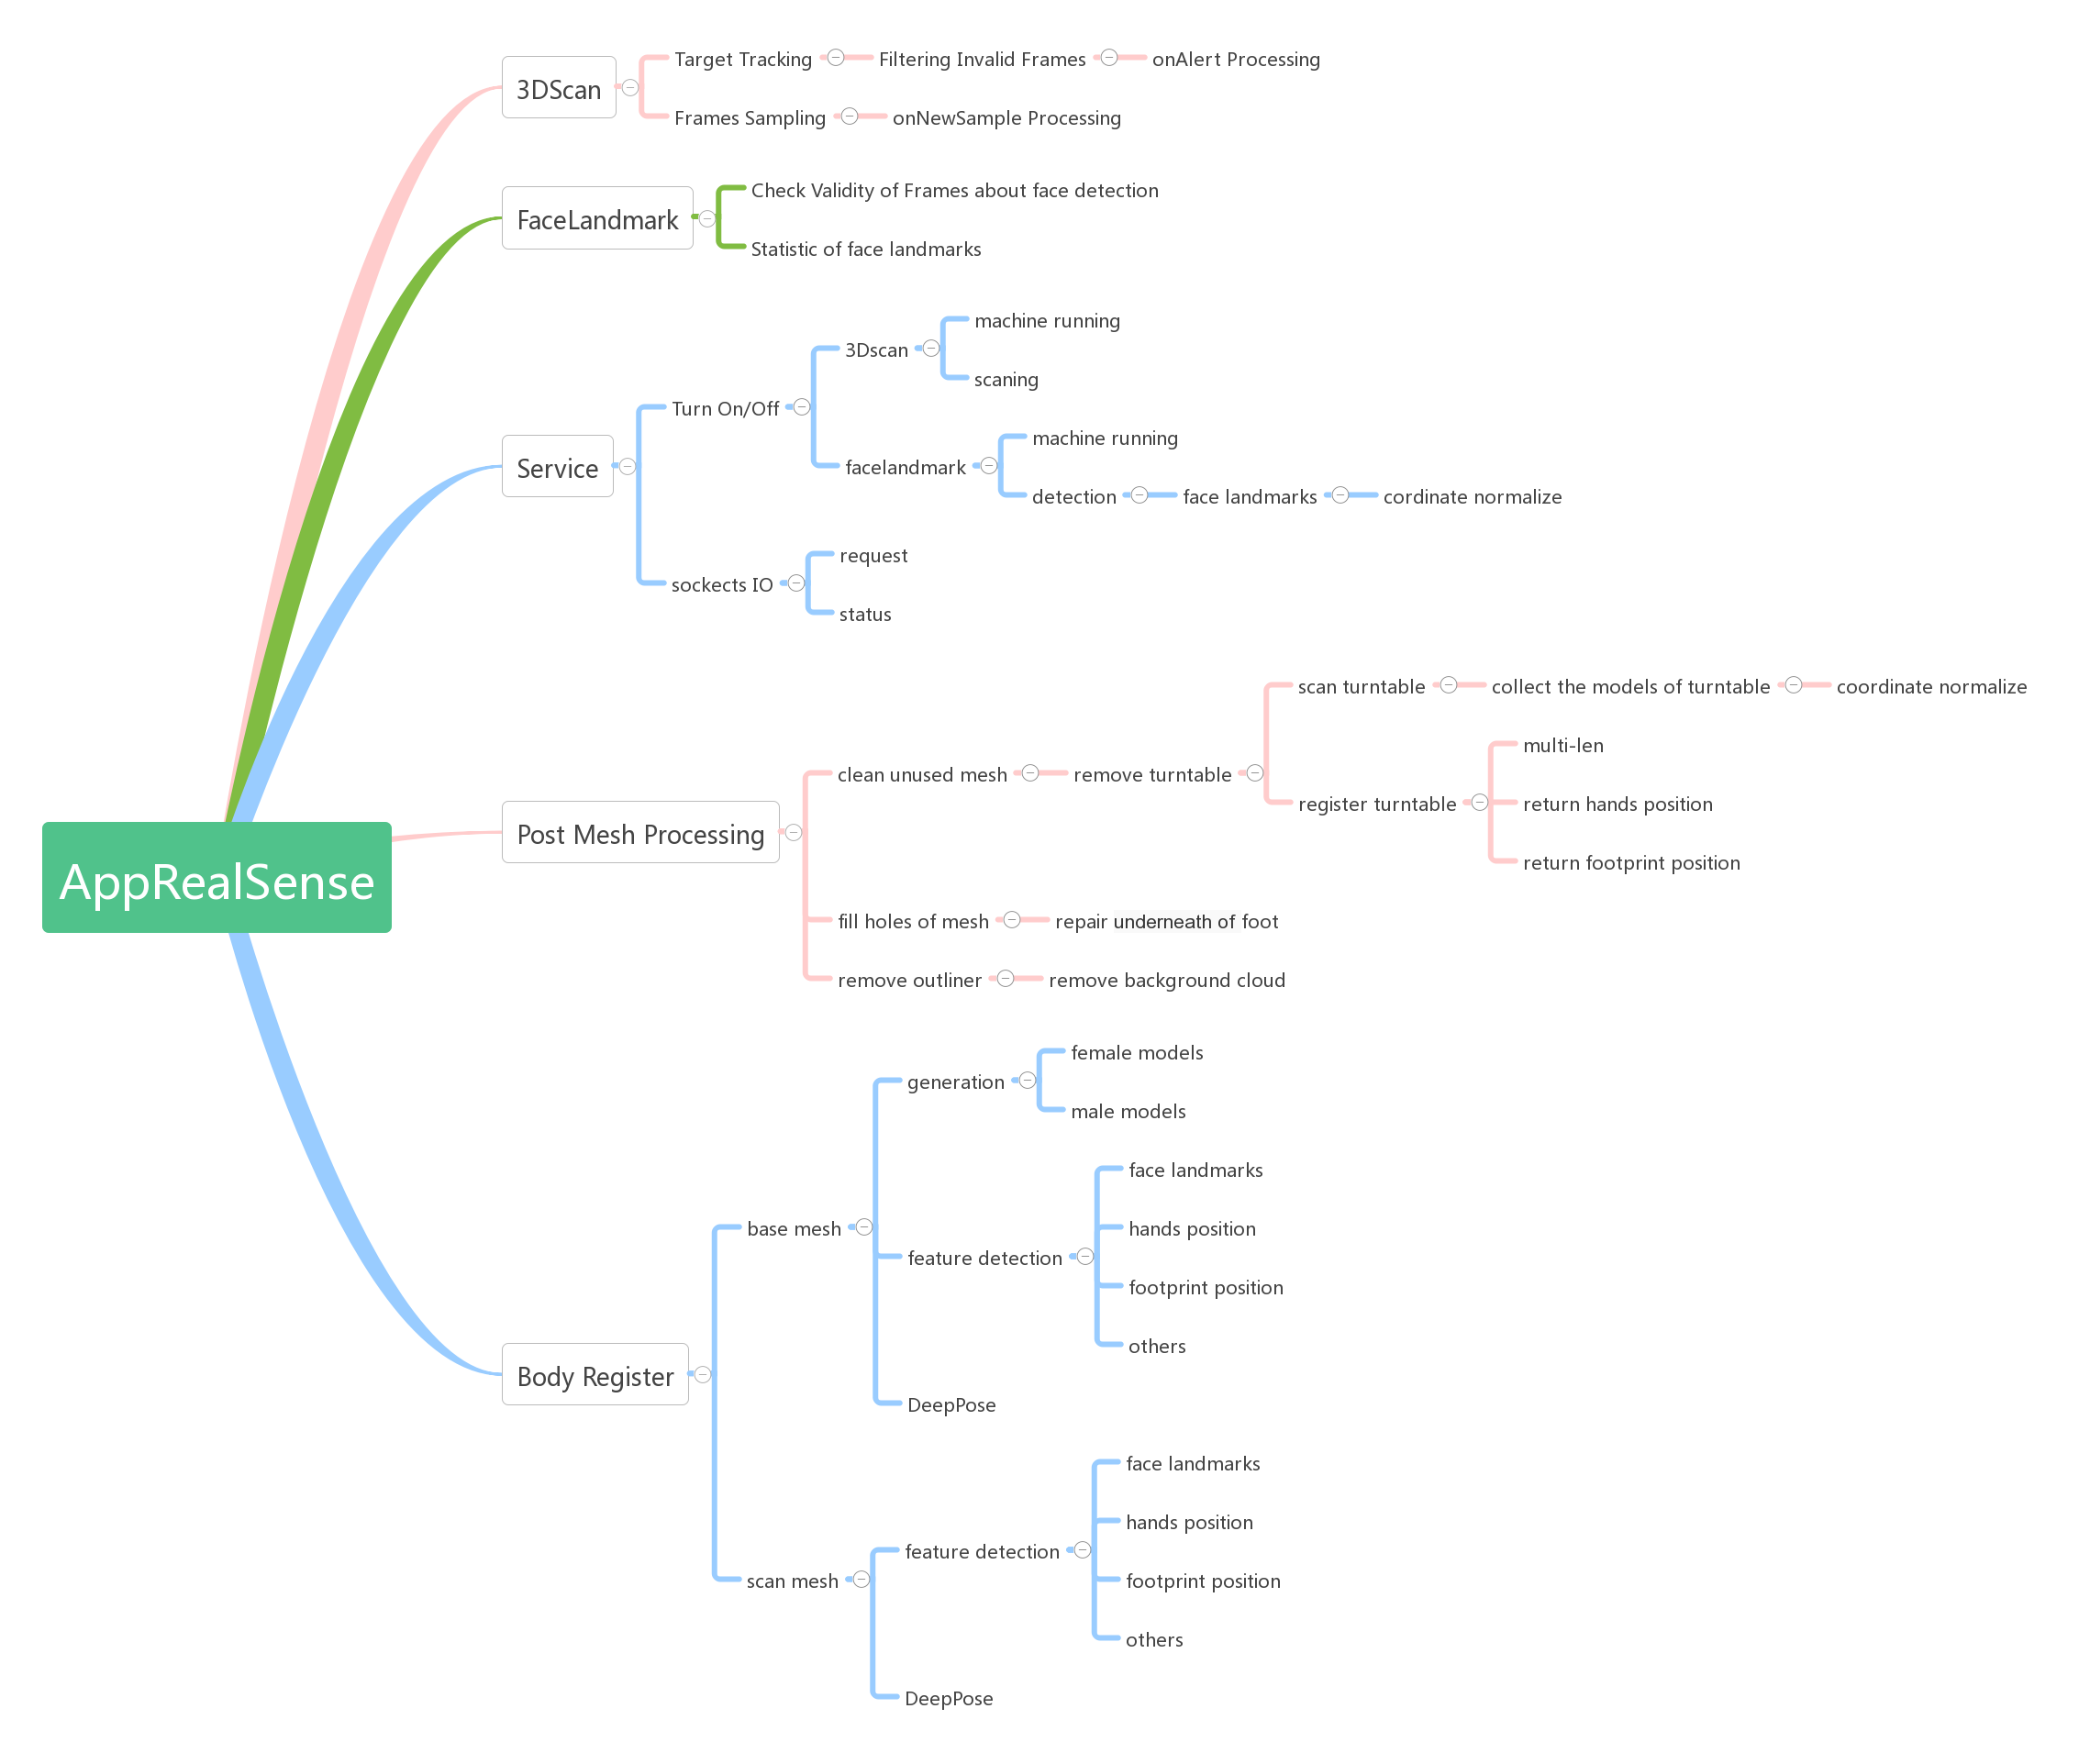 AppRealSense
3DScan
Target Tracking
Filtering Invalid Frames
onAlert Processing
Frames Sampling
onNewSample Processing
FaceLandmark
Check Validity of Frames about face detection
Statistic of face landmarks
Service
Turn On/Off
3Dscan
machine running
scaning
facelandmark
machine running
detection
face landmarks
cordinate normalize
sockects IO
request
status
Post Mesh Processing
clean unused mesh
remove turntable
scan turntable
collect the models of turntable
coordinate normalize
register turntable
multi-len
return hands position
return footprint position
fill holes of mesh
repair underneath of foot
remove outliner
remove background cloud
Body Register
base mesh
generation
female models
male models
feature detection
face landmarks
hands position
footprint position
others
DeepPose
scan mesh
feature detection
face landmarks
hands position
footprint position
others
DeepPose